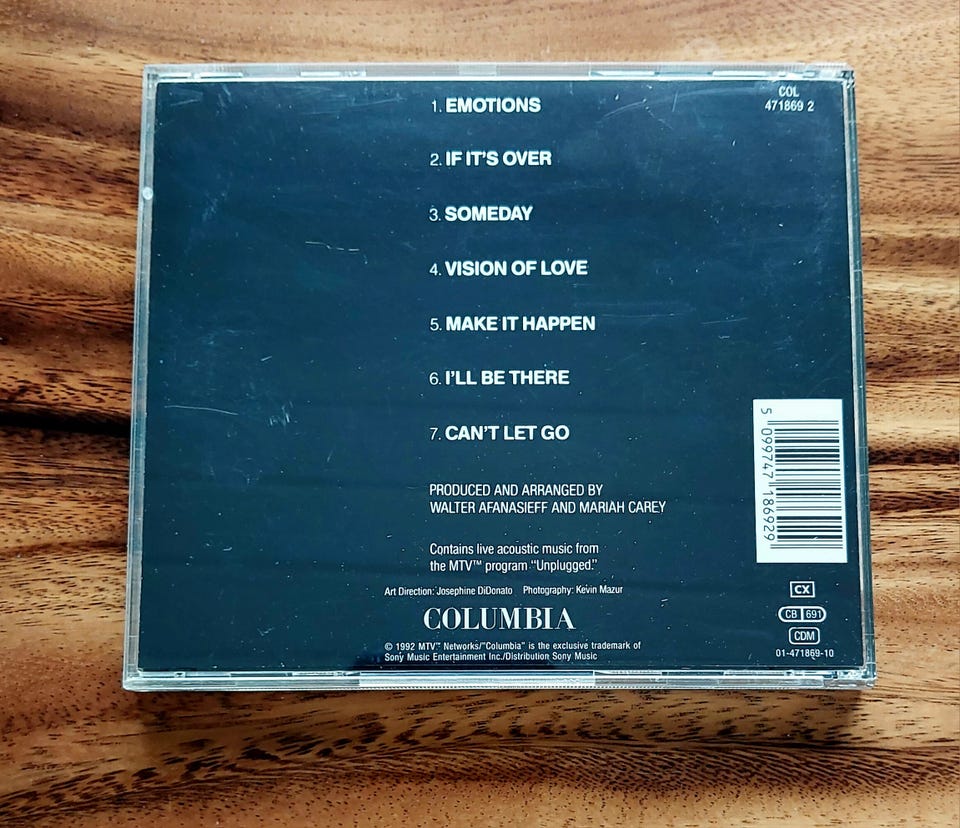 COL
471869 2
1. EMOTIONS
2. IF IT'S OVER
3. SOMEDAY
4. VISION OF LOVE
5. MAKE IT HAPPEN
6. I'LL BE THERE
7. CAN'T LET GO
PRODUCED AND ARRANGED BY
WALTER AFANASIEFF AND MARIAH CAREY
Contains live acoustic music from
the MTV™ program "Unplugged."
Art Direction: Josephine DiDonato Photography: Kevin Mazur
COLUMBIA
© 1992 MTV™ Networks/"Columbia" is the exclusive trademark of
Sony Music Entertainment Inc./Distribution Sony Music
5 099747 186929
CX
CB 691
CDM
01-471869-10